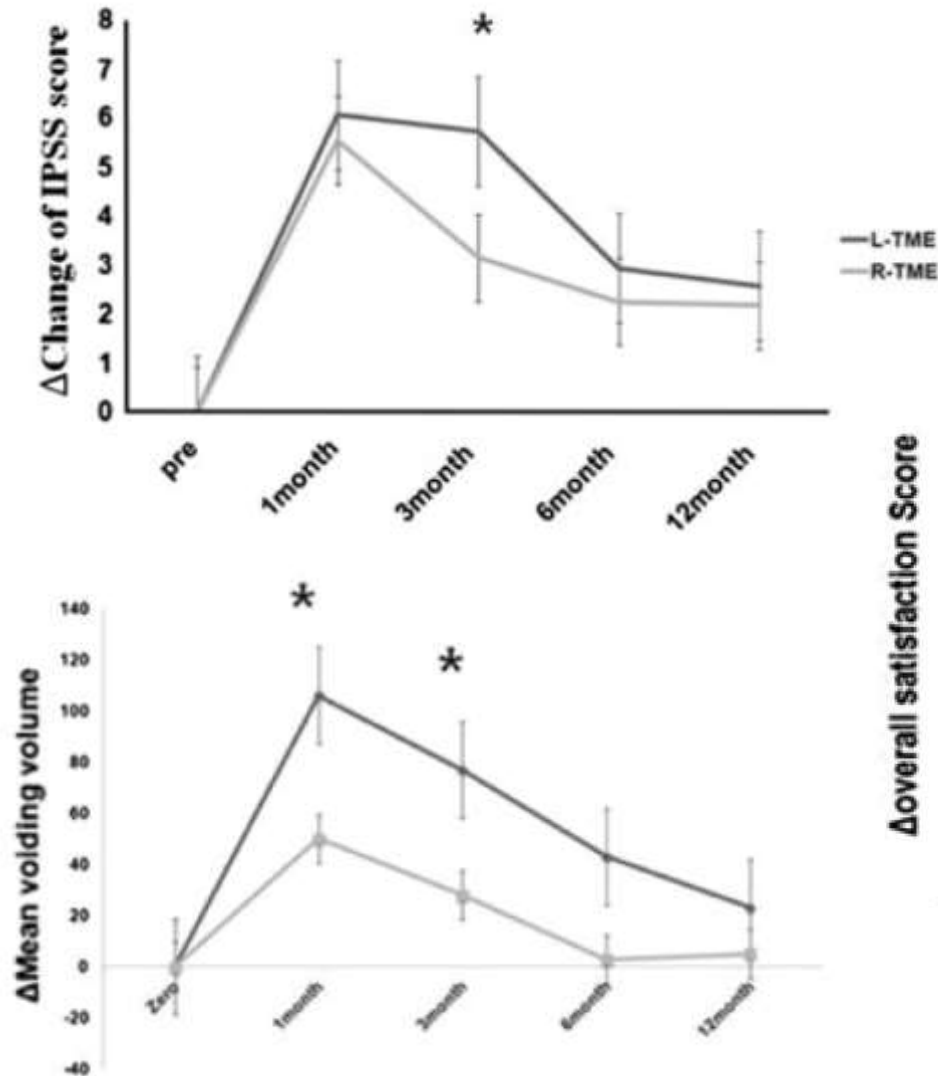 ΔChange of IPSS score
8
7
6
5
4
3
2
1
0
*
pre
1month
3month
6month
12month
L-TME
R-TME
ΔMean voiding volume
140
120
100
80
60
40
20
0
-20
-40
*
*
Zero
1month
3month
6month
12month
Δoverall satisfaction Score